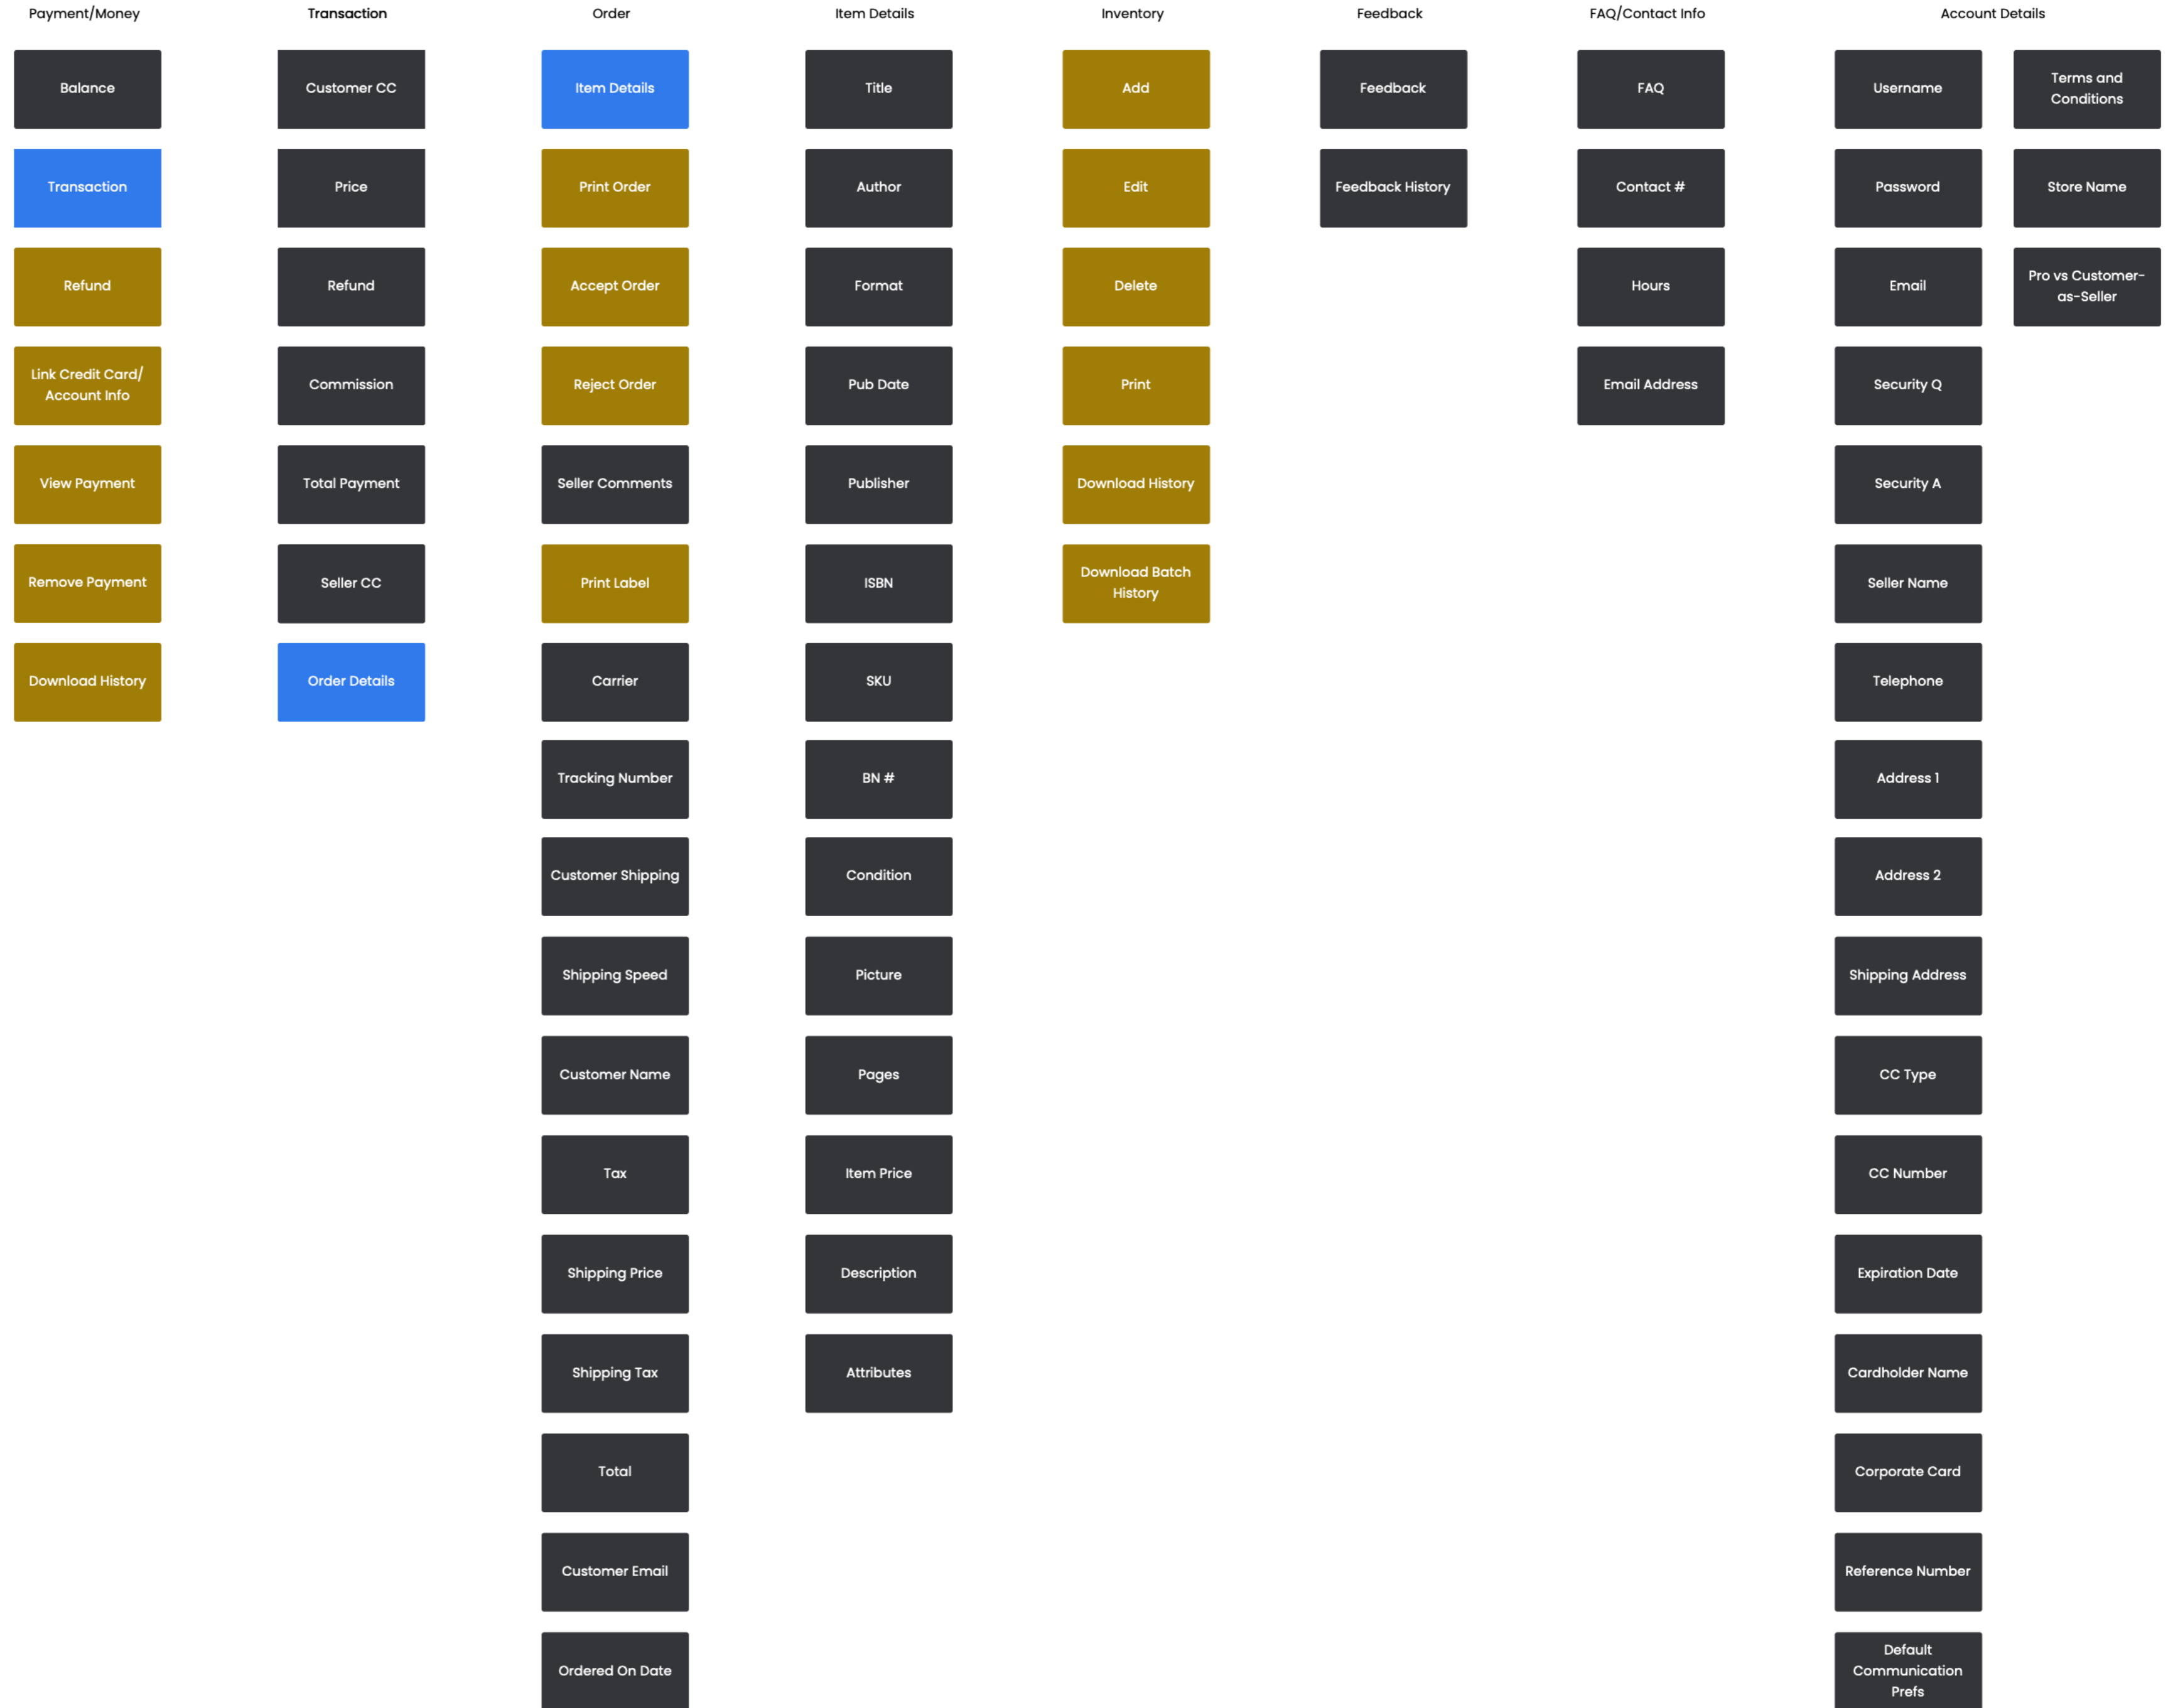 Payment/Money
Balance
Transaction
Refund
Link Credit Card/
Account Info
View Payment
Remove Payment
Download History
Transaction
Customer CC
Price
Refund
Commission
Total Payment
Seller CC
Order Details
Order
Item Details
Print Order
Accept Order
Reject Order
Seller Comments
Print Label
Carrier
Tracking Number
Customer Shipping
Shipping Speed
Customer Name
Tax
Shipping Price
Shipping Tax
Total
Customer Email
Ordered On Date
Item Details
Title
Author
Format
Pub Date
Publisher
ISBN
SKU
BN #
Condition
Picture
Pages
Item Price
Description
Attributes
Inventory
Add
Edit
Delete
Print
Download History
Download Batch
History
Feedback
Feedback
Feedback History
FAQ/Contact Info
FAQ
Contact #
Hours
Email Address
Account Details
Username
Password
Email
Security Q
Security A
Seller Name
Telephone
Address 1
Address 2
Shipping Address
CC Type
CC Number
Expiration Date
Cardholder Name
Corporate Card
Reference Number
Default
Communication
Prefs
Terms and
Conditions
Store Name
Pro vs Customer-
as-Seller